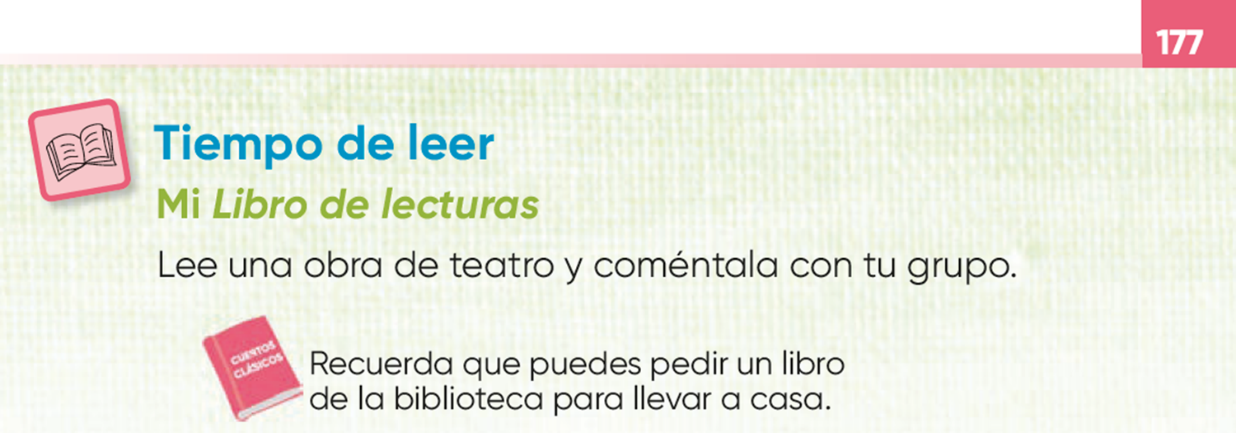 177
Tiempo de leer
Mi Libro de lecturas
Lee una obra de teatro y coméntala con tu grupo.
CUENTOS
CLÁSICOS
Recuerda que puedes pedir un libro
de la biblioteca para llevar a casa.